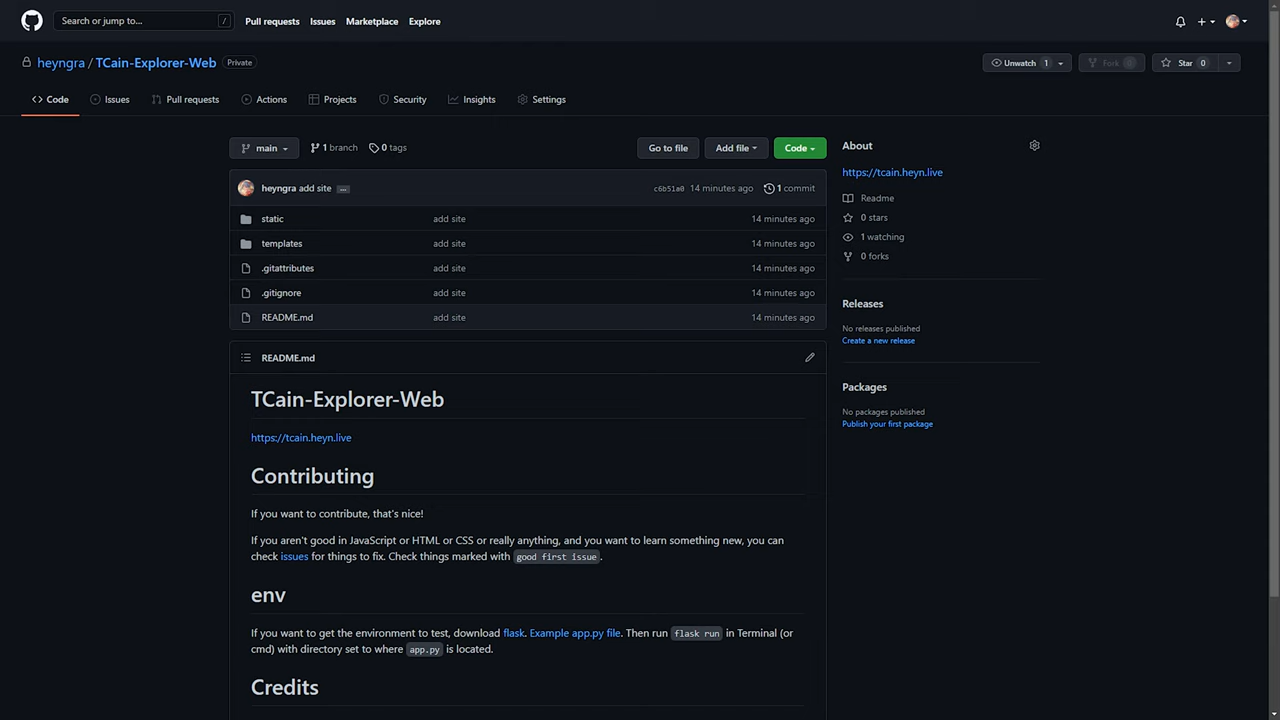 Search or jump to... /
Pull requests Issues Marketplace Explore
heyngra / TCain-Explorer-Web Private
Unwatch 1 Fork 0 Star 0
Code Issues Pull requests Actions Projects Security Insights Settings
main 1 branch 0 tags Go to file Add file Code
heyngra add site ... c6b51a0 14 minutes ago 1 commit
static add site 14 minutes ago
templates add site 14 minutes ago
.gitattributes add site 14 minutes ago
.gitignore add site 14 minutes ago
README.md add site 14 minutes ago
README.md
TCain-Explorer-Web
https://tcain.heyn.live
Contributing
If you want to contribute, that's nice!
If you aren't good in JavaScript or HTML or CSS or really anything, and you want to learn something new, you can
check issues for things to fix. Check things marked with good first issue.
env
If you want to get the environment to test, download flask. Example app.py file. Then run flask run in Terminal (or
cmd) with directory set to where app.py is located.
Credits
About
https://tcain.heyn.live
Readme
0 stars
1 watching
0 forks
Releases
No releases published
Create a new release
Packages
No packages published
Publish your first package